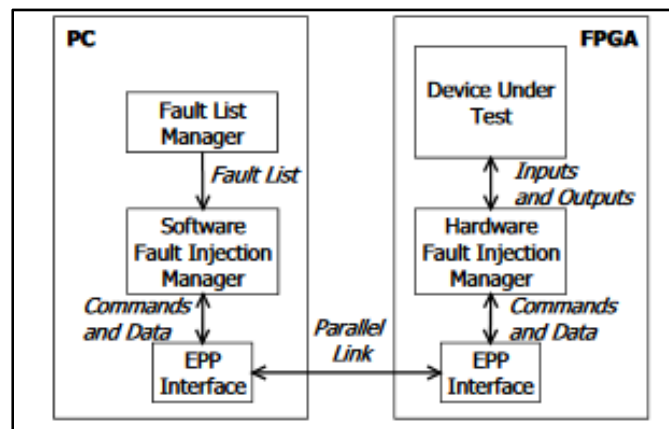 PC
Fault List
Manager
Fault List
Software
Fault Injection
Manager
Commands
and Data
EPP
Interface
Parallel
Link
FPGA
Device Under
Test
Inputs
and Outputs
Hardware
Fault Injection
Manager
Commands
and Data
EPP
Interface